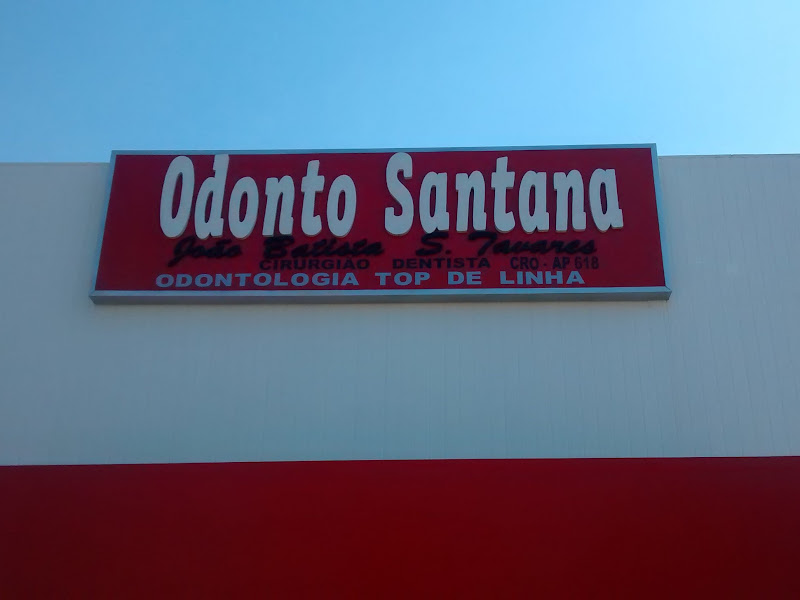 Odonto Santana
João Batista S. Tavares
CIRURGIÃO DENTISTA CRO - AP 618
ODONTOLOGIA TOP DE LINHA